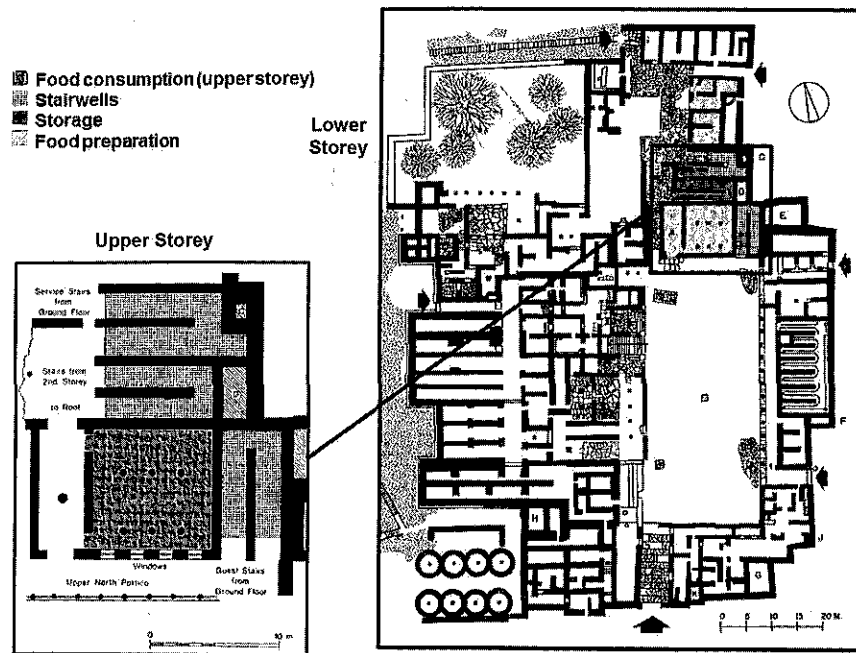 Food consumption (upper storey)
Stairwells
Storage
Food preparation
Lower
Storey
Upper Storey
Service Stairs
from
Ground Floor
Stairs from
2nd. Storey
to Roof
Windows
Upper North Portico
Guest Stairs
from
Ground Floor
0 10 m
E
F
H
J
G
0 5 10 15 20 M.